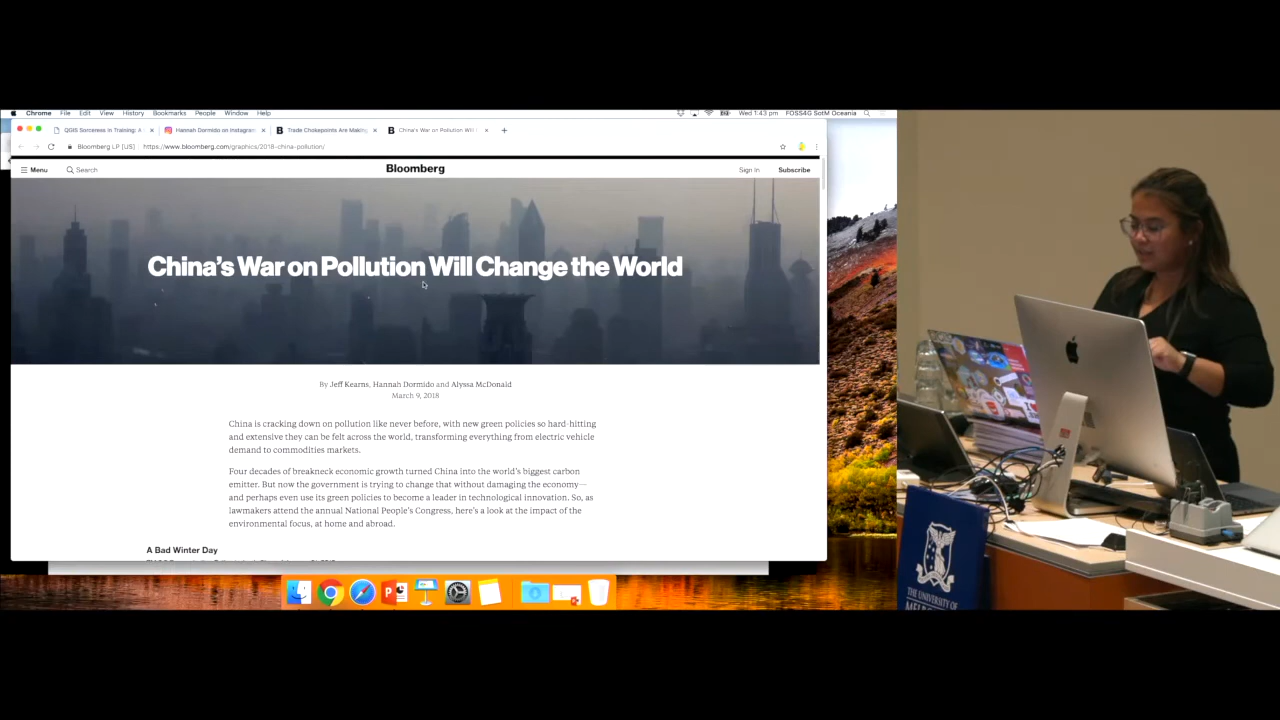 Chrome File Edit View History Bookmarks People Window Help Wed 1:43 pm FOSS4G SotM Oceania
QGIS Sorceress in Training: A Hannah Dormido on Instagram Trade Chokepoints Are Making China's War on Pollution Will
Bloomberg LP [US] https://www.bloomberg.com/graphics/2018-china-pollution/
Menu Search Bloomberg Sign In Subscribe
China's War on Pollution Will Change the World
By Jeff Kearns, Hannah Dormido and Alyssa McDonald
March 9, 2018
China is cracking down on pollution like never before, with new green policies so hard-hitting
and extensive they can be felt across the world, transforming everything from electric vehicle
demand to commodities markets.
Four decades of breakneck economic growth turned China into the world's biggest carbon
emitter. But now the government is trying to change that without damaging the economy—
and perhaps even use its green policies to become a leader in technological innovation. So, as
lawmakers attend the annual National People's Congress, here's a look at the impact of the
environmental focus, at home and abroad.
A Bad Winter Day
THE UNIVERSITY OF